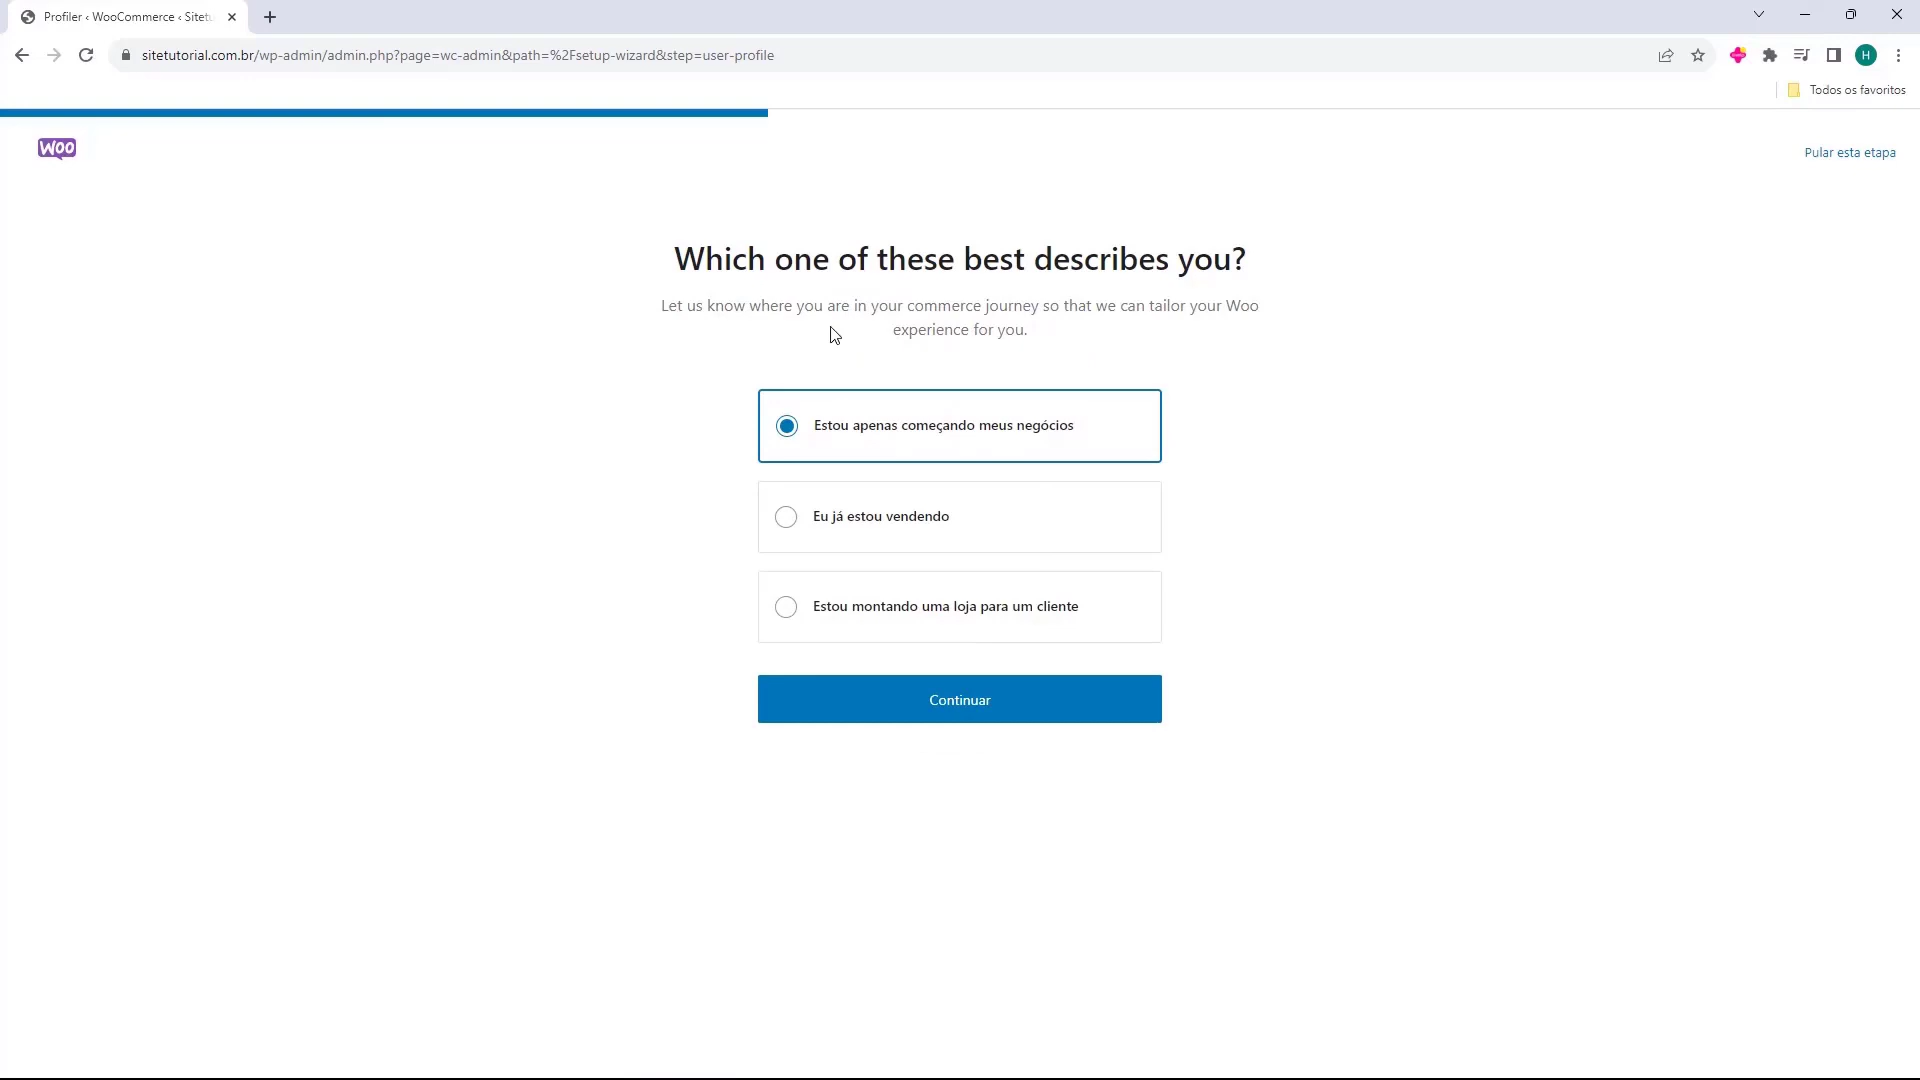 Profiler ‹ WooCommerce ‹ Sitetu
sitetutorial.com.br/wp-admin/admin.php?page=wc-admin&path=%2Fsetup-wizard&step=user-profile
H
Todos os favoritos
Woo
Pular esta etapa
Which one of these best describes you?
Let us know where you are in your commerce journey so that we can tailor your Woo
experience for you.
Estou apenas começando meus negócios
Eu já estou vendendo
Estou montando uma loja para um cliente
Continuar